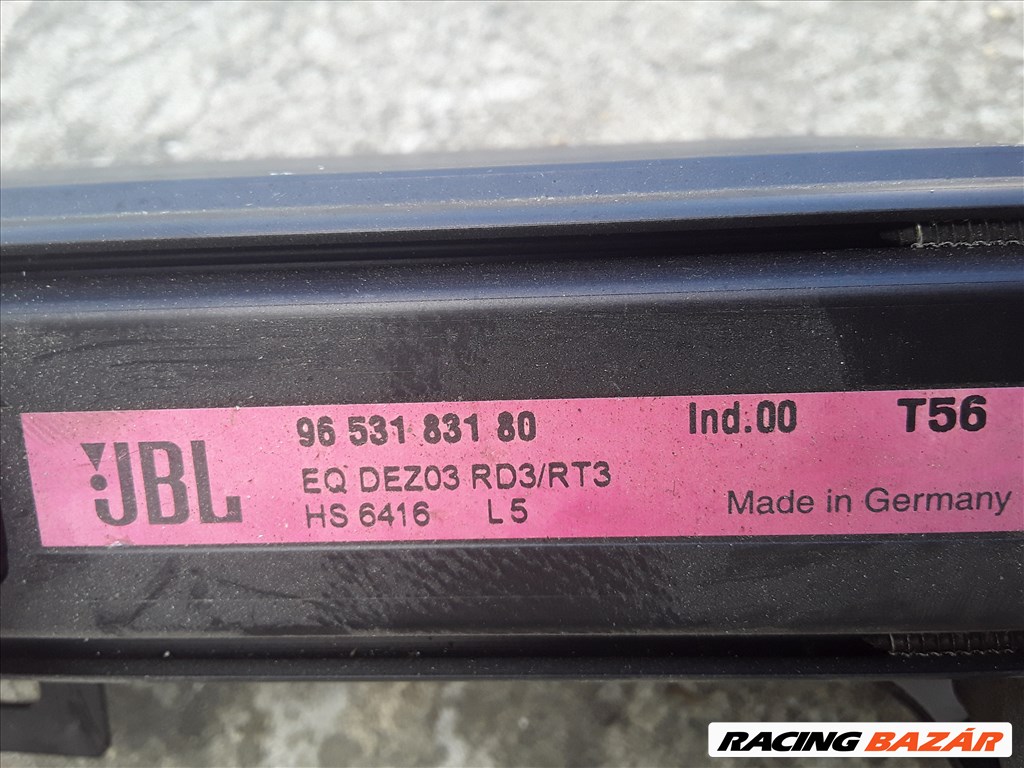 JBL
96 531 831 80 Ind.00 T56
EQ DEZ03 RD3/RT3
HS 6416 L5
Made in Germany
RACING BAZÁR